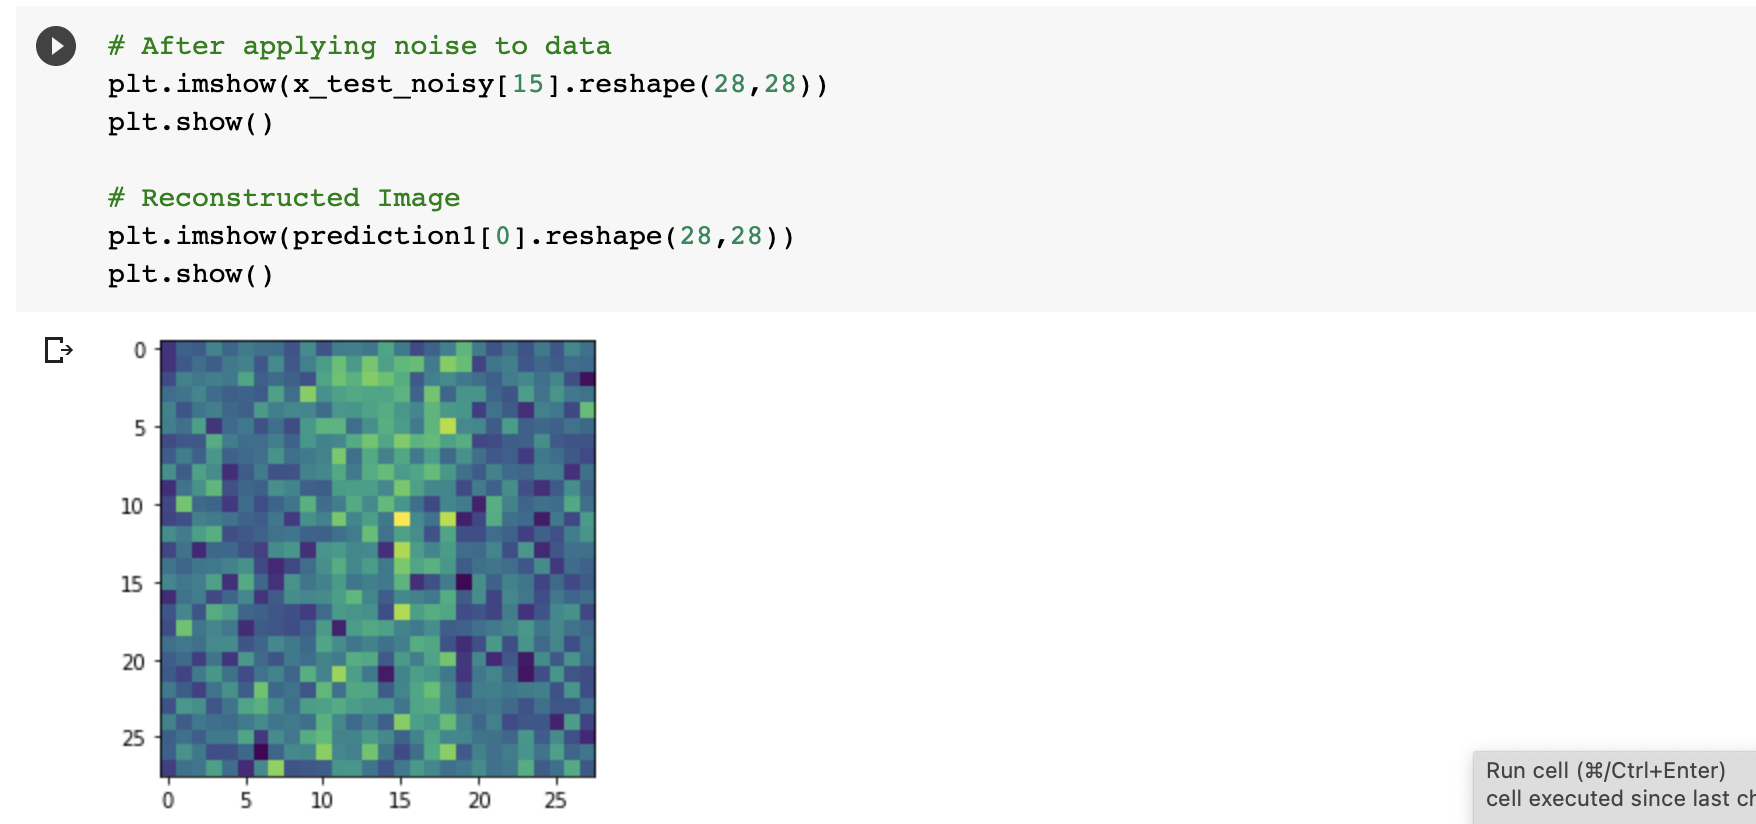 # After applying noise to data
plt.imshow(x_test_noisy[15].reshape(28,28))
plt.show()
# Reconstructed Image
plt.imshow(prediction1[0].reshape(28,28))
plt.show()
0
5
10
15
20
25
0 5 10 15 20 25
Run cell (⌘/Ctrl+Enter)
cell executed since last